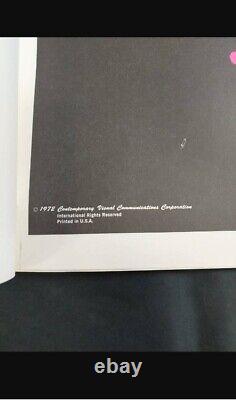 © 1972 Contemporary Visual Communications Corporation
International Rights Reserved
Printed in U.S.A.
ebay